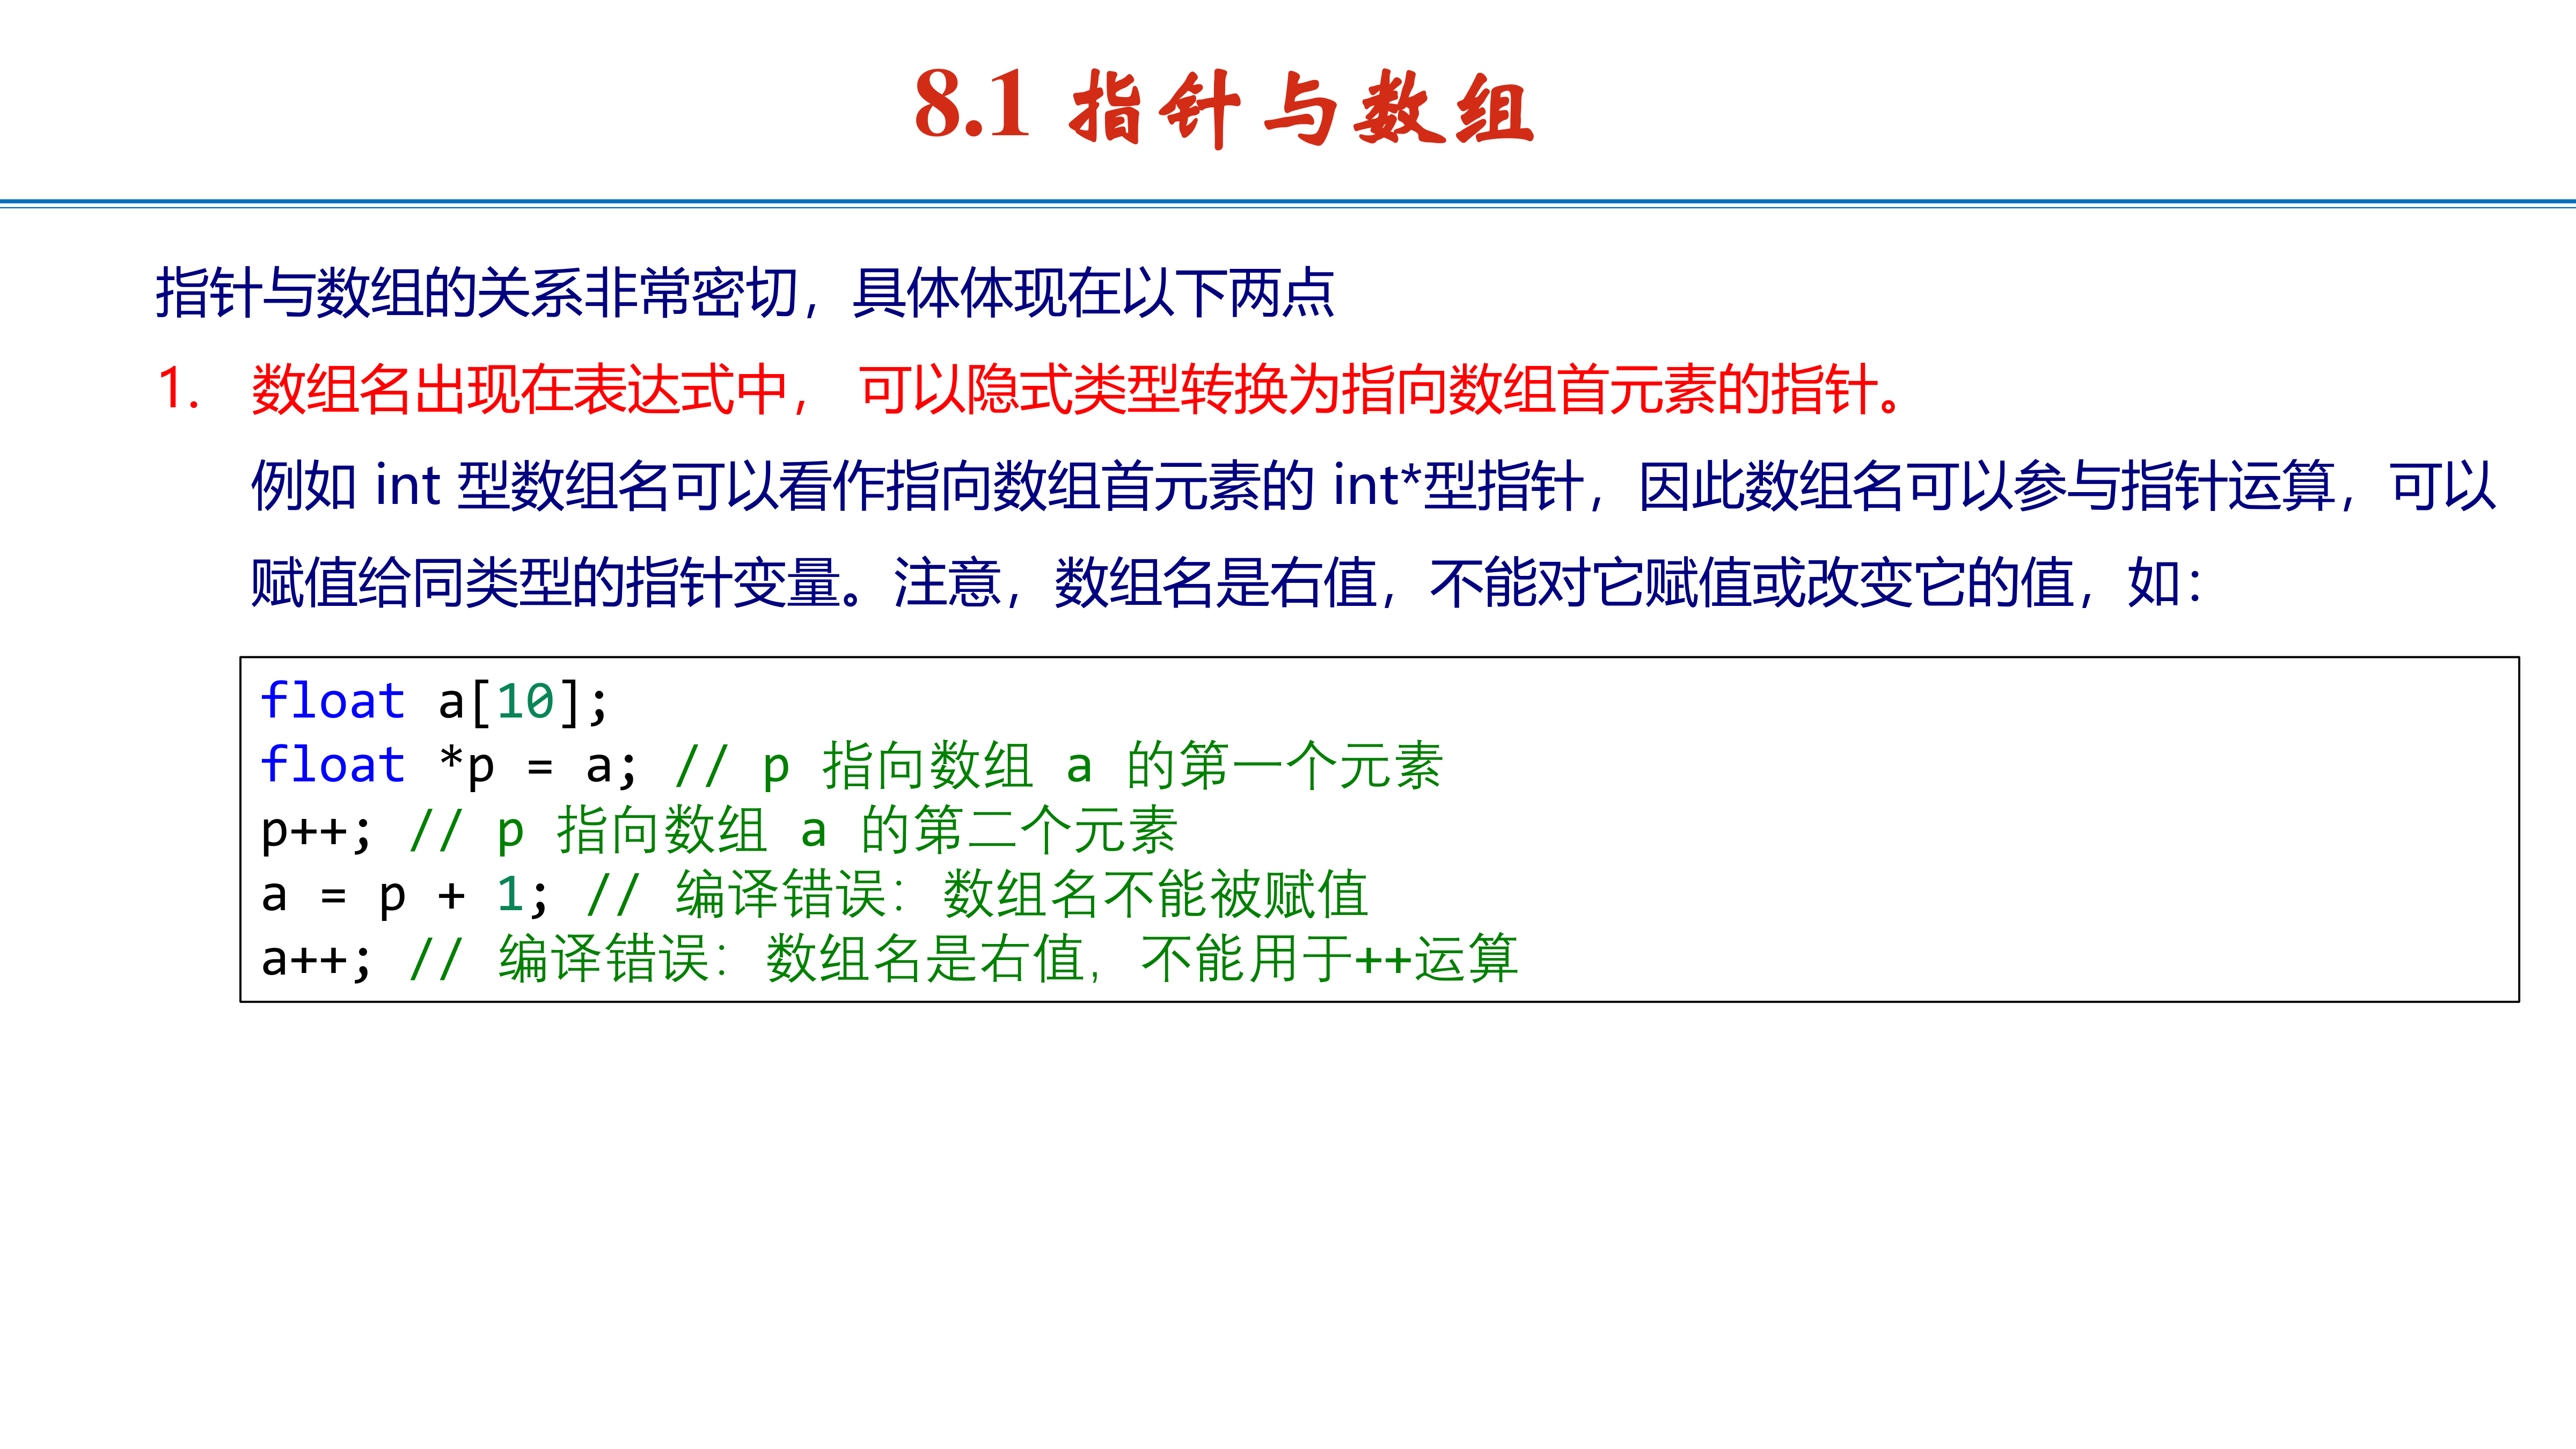 8.1 指针与数组
指针与数组的关系非常密切，具体体现在以下两点
1. 数组名出现在表达式中， 可以隐式类型转换为指向数组首元素的指针。
例如 int 型数组名可以看作指向数组首元素的 int*型指针，因此数组名可以参与指针运算，可以
赋值给同类型的指针变量。注意，数组名是右值，不能对它赋值或改变它的值，如：
float a[10];
float *p = a; // p 指向数组 a 的第一个元素
p++; // p 指向数组 a 的第二个元素
a = p + 1; // 编译错误：数组名不能被赋值
a++; // 编译错误：数组名是右值，不能用于++运算